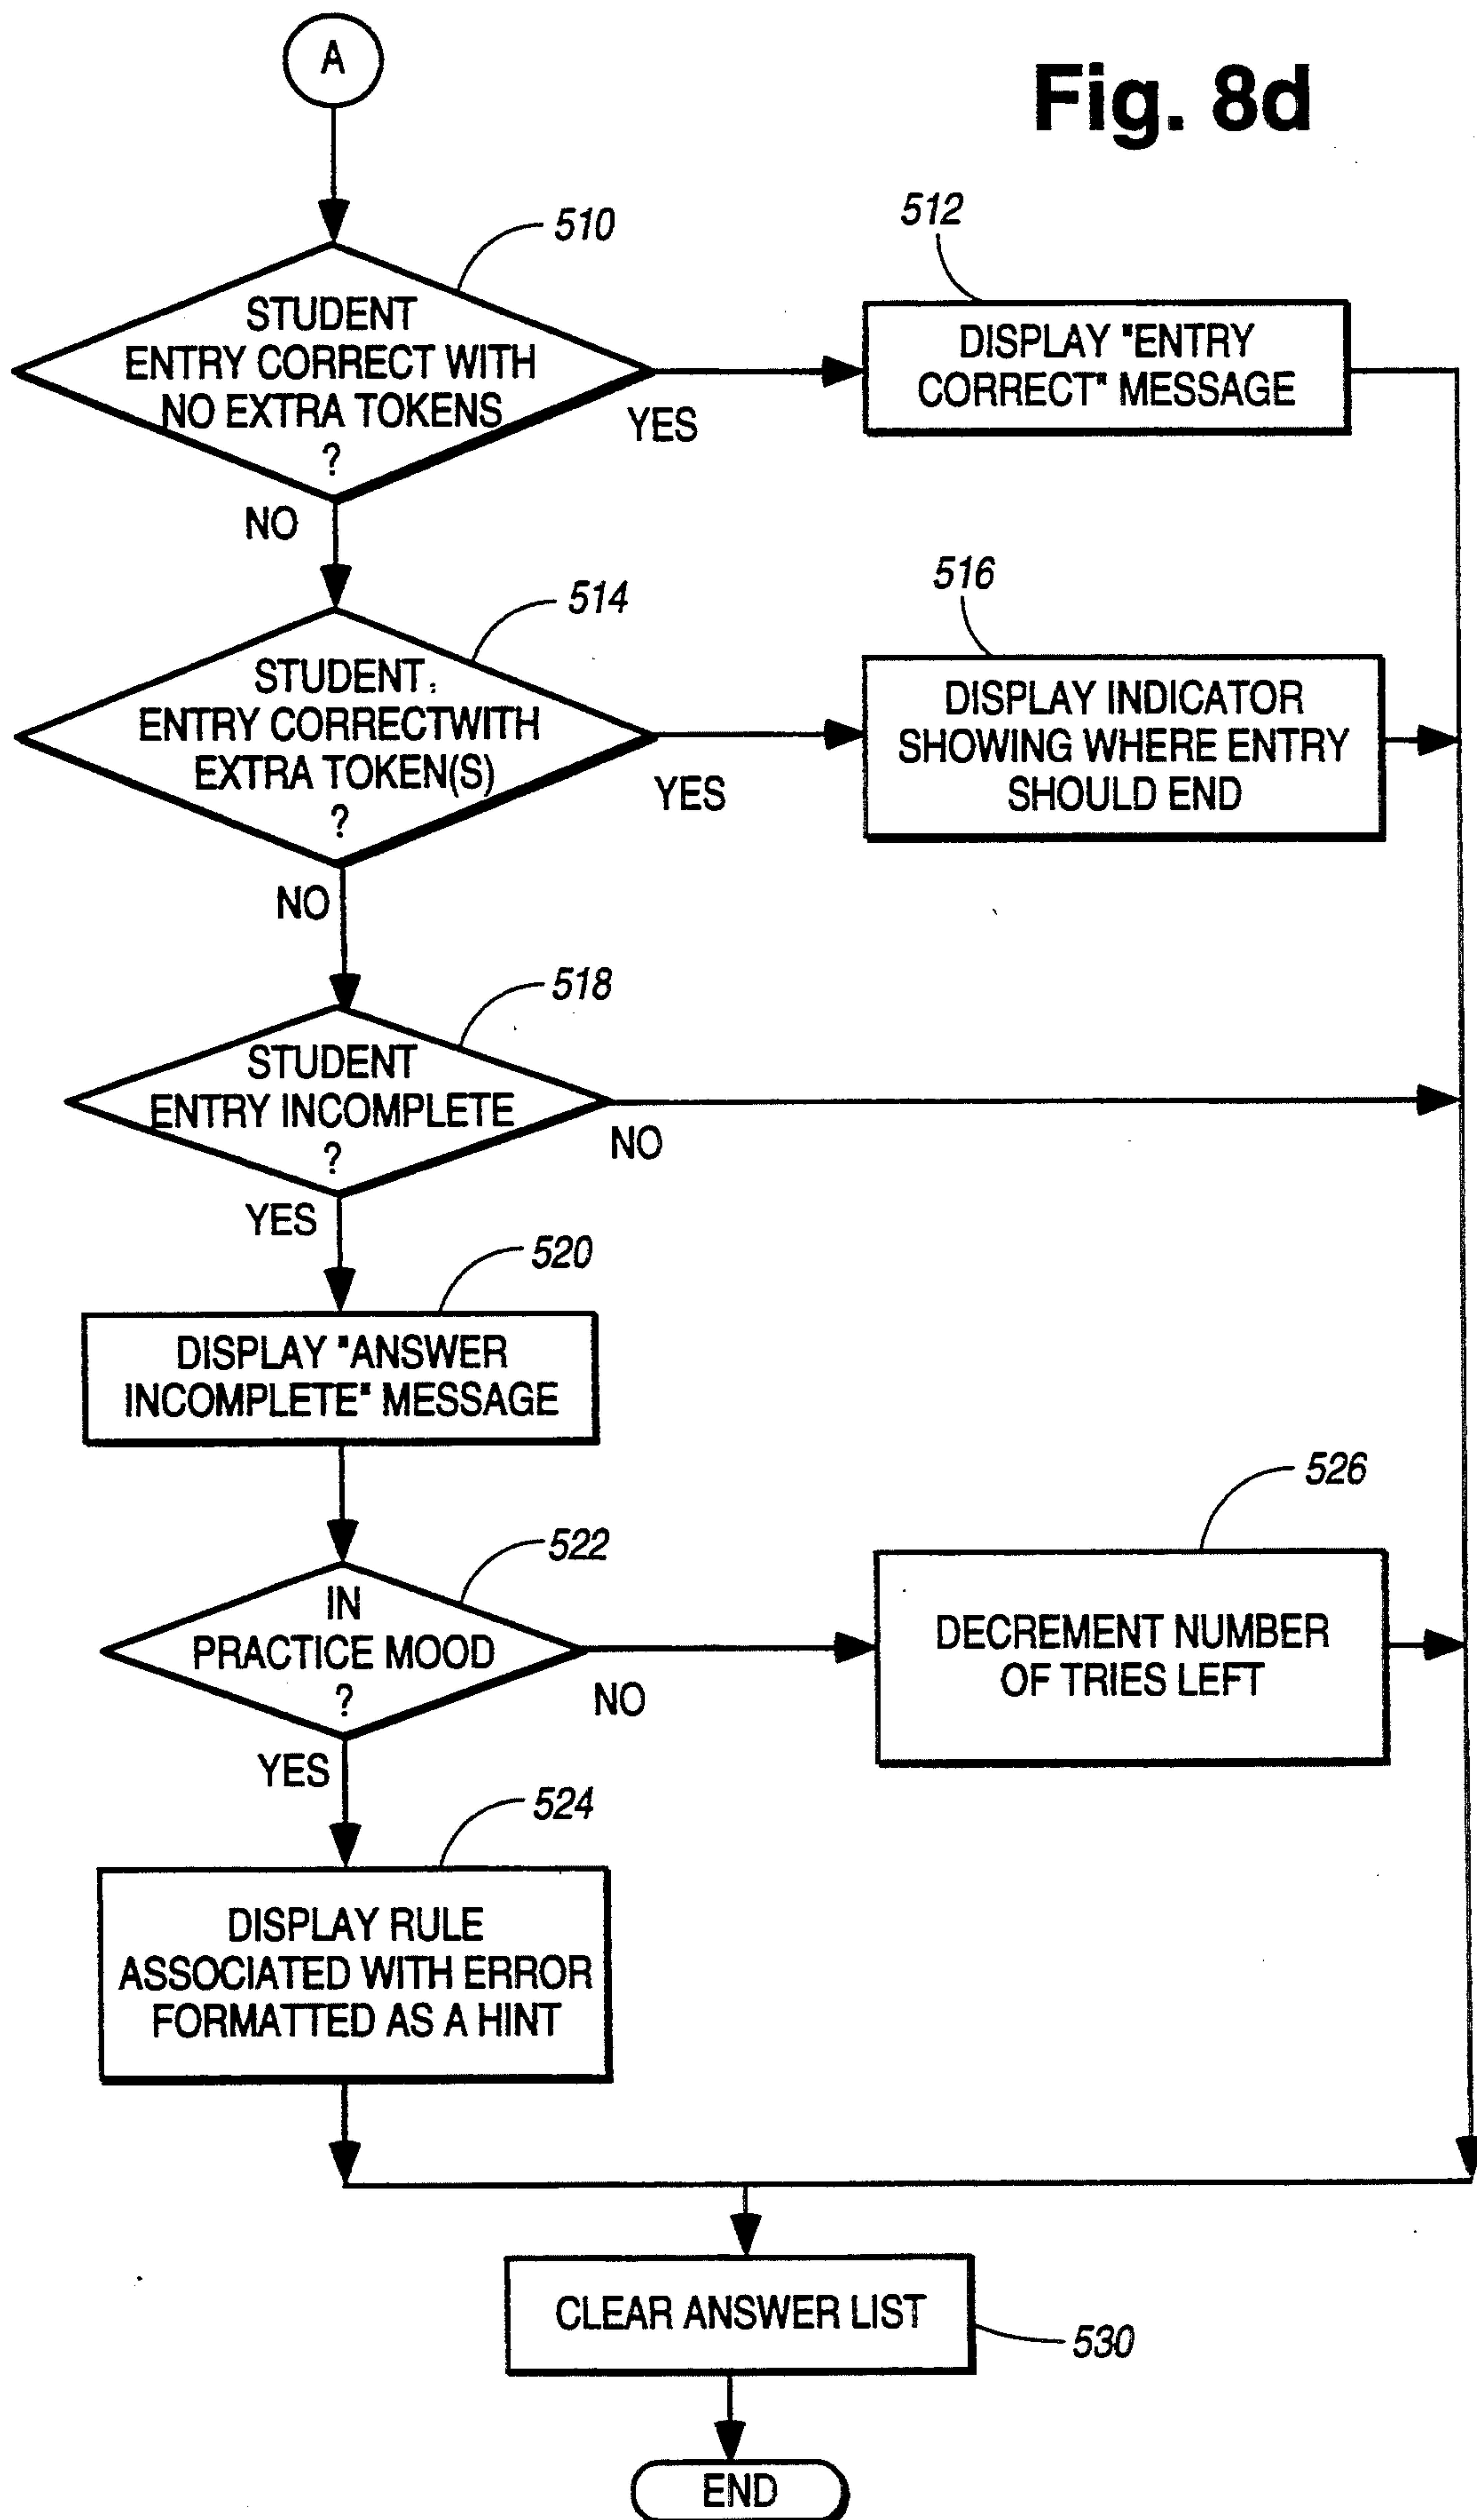 A
Fig. 8d
510
STUDENT
ENTRY CORRECT WITH
NO EXTRA TOKENS
?
YES
NO
512
DISPLAY "ENTRY
CORRECT" MESSAGE
514
STUDENT
ENTRY CORRECTWITH
EXTRA TOKEN(S)
?
YES
NO
516
DISPLAY INDICATOR
SHOWING WHERE ENTRY
SHOULD END
518
STUDENT
ENTRY INCOMPLETE
?
NO
YES
520
DISPLAY "ANSWER
INCOMPLETE" MESSAGE
522
IN
PRACTICE MOOD
?
NO
YES
526
DECREMENT NUMBER
OF TRIES LEFT
524
DISPLAY RULE
ASSOCIATED WITH ERROR
FORMATTED AS A HINT
CLEAR ANSWER LIST
530
END